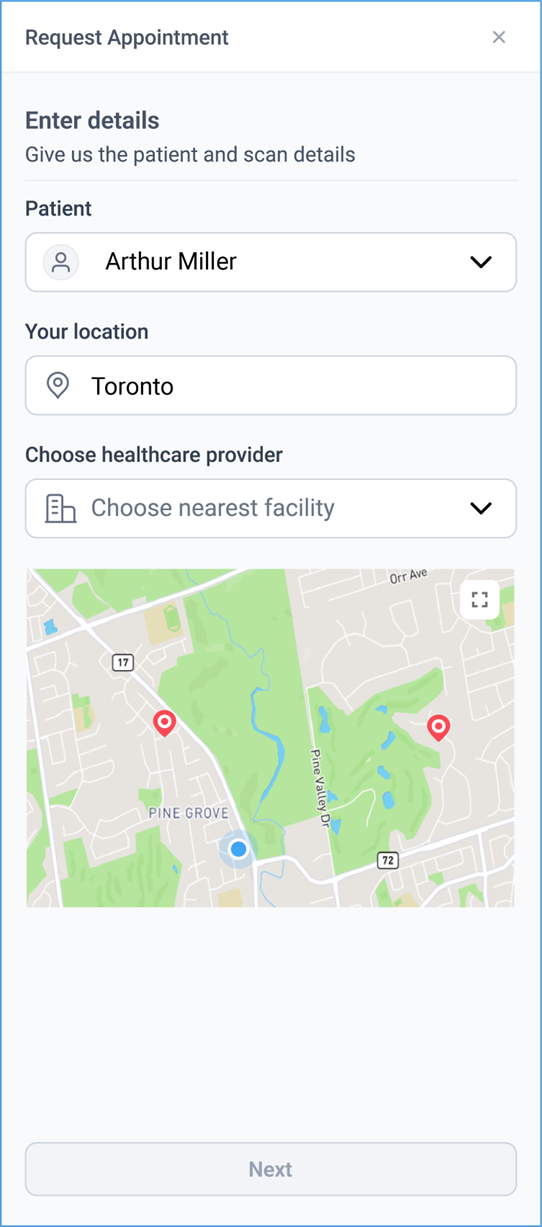 Request Appointment
Enter details
Give us the patient and scan details
Patient
Arthur Miller
Your location
Toronto
Choose healthcare provider
Choose nearest facility
Orr Ave
17
Pine Valley Dr
PINE GROVE
72
Next